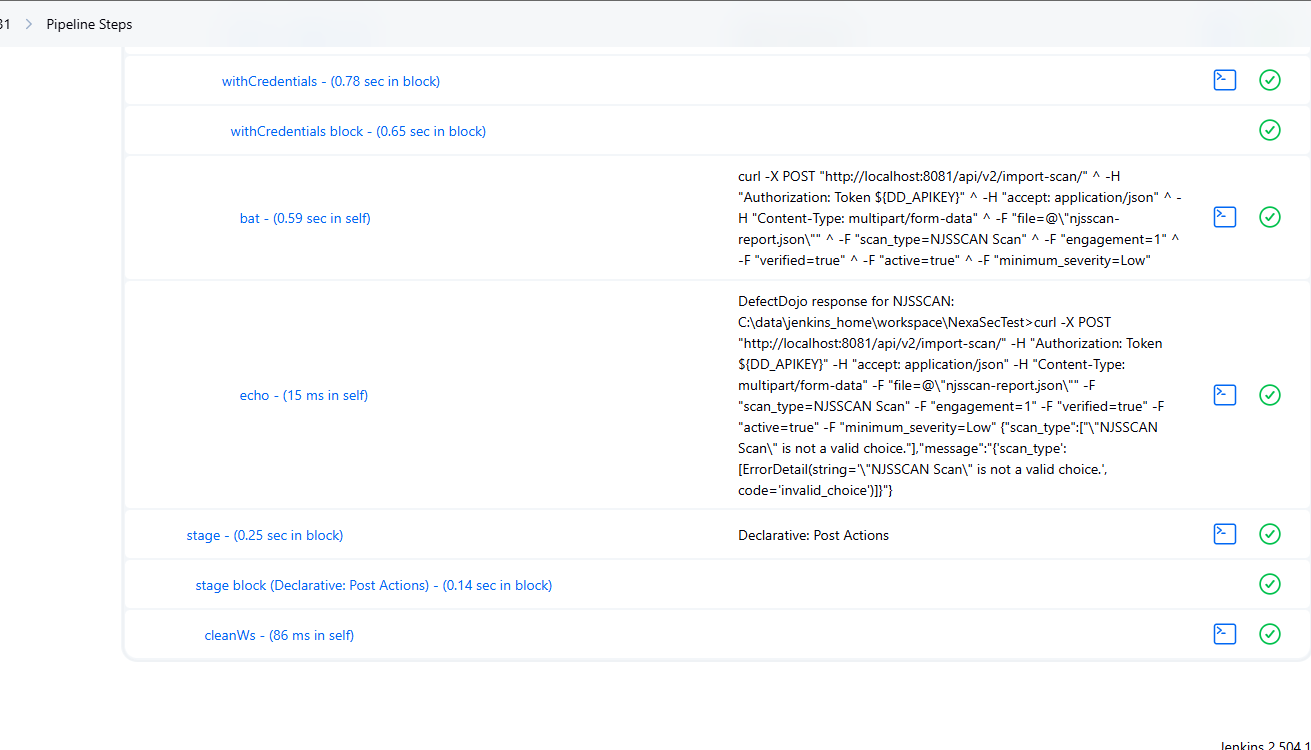 31 > Pipeline Steps
withCredentials - (0.78 sec in block)
withCredentials block - (0.65 sec in block)
curl -X POST "http://localhost:8081/api/v2/import-scan/" ^ -H
"Authorization: Token ${DD_APIKEY}" ^ -H "accept: application/json" ^ -
H "Content-Type: multipart/form-data" ^ -F "file=@\"njsscan-
bat - (0.59 sec in self)
report.json\"" ^ -F "scan_type=NJSSCAN Scan" ^ -F "engagement=1" ^
-F "verified=true" ^ -F "active=true" ^ -F "minimum_severity=Low"
DefectDojo response for NJSSCAN:
C:\data\jenkins_home\workspace\NexaSecTest>curl -X POST
"http://localhost:8081/api/v2/import-scan/" -H "Authorization: Token
${DD_APIKEY}" -H "accept: application/json" -H "Content-Type:
multipart/form-data" -F "file=@\"njsscan-report.json\"" -F
echo - (15 ms in self)
"scan_type=NJSSCAN Scan" -F "engagement=1" -F "verified=true" -F
"active=true" -F "minimum_severity=Low" {"scan_type":["\"NJSSCAN
Scan\" is not a valid choice."],"message":"{'scan_type':
[ErrorDetail(string='\"NJSSCAN Scan\" is not a valid choice.',
code='invalid_choice')]}"}
stage - (0.25 sec in block)
Declarative: Post Actions
stage block (Declarative: Post Actions) - (0.14 sec in block)
cleanWs - (86 ms in self)
Jenkins 2.504.1